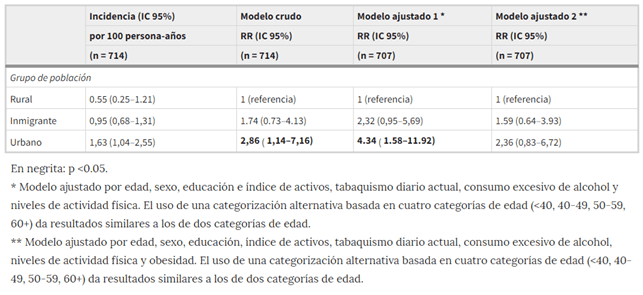 Incidencia (IC 95%) Modelo crudo Modelo ajustado 1 * Modelo ajustado 2 **
por 100 persona-años RR (IC 95%) RR (IC 95%) RR (IC 95%)
(n = 714) (n = 714) (n = 707) (n = 707)
Grupo de población
Rural 0.55 (0.25–1.21) 1 (referencia) 1 (referencia) 1 (referencia)
Inmigrante 0,95 (0,68–1,31) 1.74 (0.73–4.13) 2,32 (0,95–5,69) 1.59 (0.64–3.93)
Urbano 1,63 (1,04–2,55) 2,86 ( 1,14–7,16) 4.34 ( 1.58–11.92) 2,36 (0,83–6,72)
En negrita: p <0.05.
* Modelo ajustado por edad, sexo, educación e índice de activos, tabaquismo diario actual, consumo excesivo de alcohol y
niveles de actividad física. El uso de una categorización alternativa basada en cuatro categorías de edad (<40, 40-49, 50-59,
60+) da resultados similares a los de dos categorías de edad.
** Modelo ajustado por edad, sexo, educación, índice de activos, tabaquismo diario actual, consumo excesivo de alcohol,
niveles de actividad física y obesidad. El uso de una categorización alternativa basada en cuatro categorías de edad (<40, 40-
49, 50-59, 60+) da resultados similares a los de dos categorías de edad.